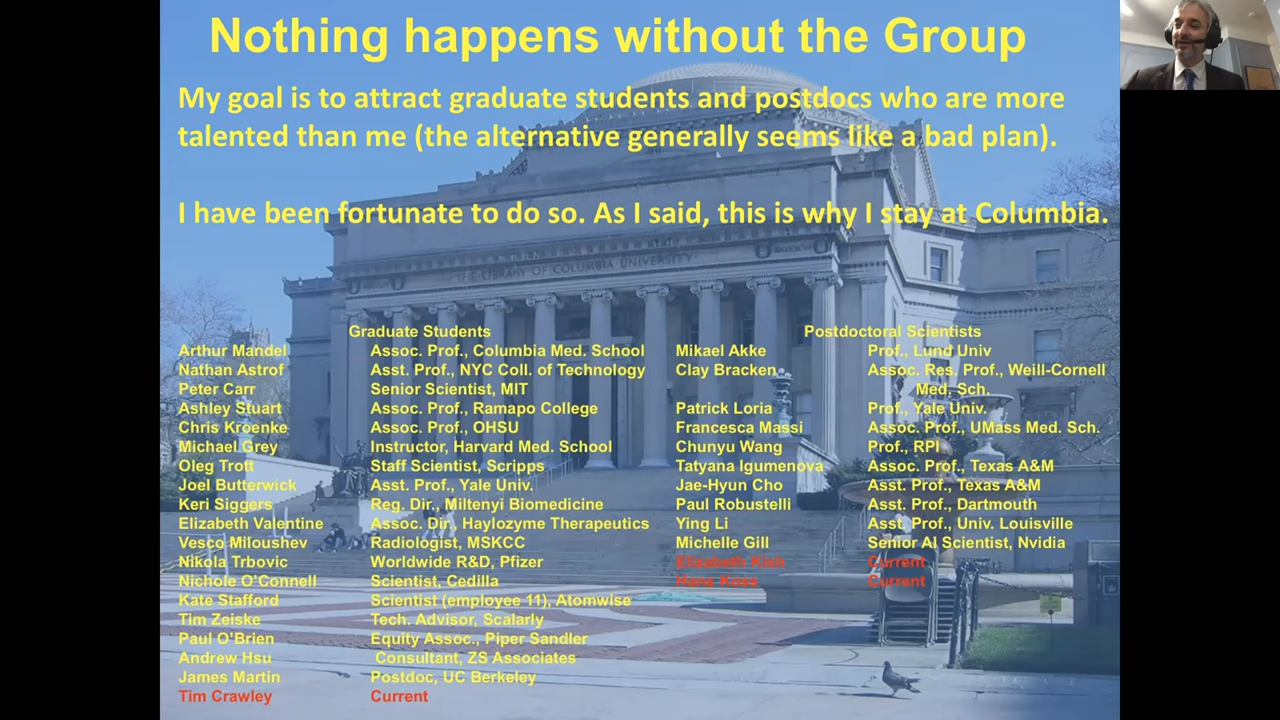 Nothing happens without the Group
My goal is to attract graduate students and postdocs who are more
talented than me (the alternative generally seems like a bad plan).
I have been fortunate to do so. As I said, this is why I stay at Columbia.
THE LIBRARY OF COLUMBIA UNIVERSITY
Graduate Students
Arthur Mandel Assoc. Prof., Columbia Med. School
Nathan Astrof Asst. Prof., NYC Coll. of Technology
Peter Carr Senior Scientist, MIT
Ashley Stuart Assoc. Prof., Ramapo College
Chris Kroenke Assoc. Prof., OHSU
Michael Grey Instructor, Harvard Med. School
Oleg Trott Staff Scientist, Scripps
Joel Butterwick Asst. Prof., Yale Univ.
Keri Siggers Reg. Dir., Miltenyi Biomedicine
Elizabeth Valentine Assoc. Dir., Haylozyme Therapeutics
Vesco Miloushev Radiologist, MSKCC
Nikola Trbovic Worldwide R&D, Pfizer
Nichole O'Connell Scientist, Cedilla
Kate Stafford Scientist (employee 11), Atomwise
Tim Zeiske Tech. Advisor, Scalarly
Paul O'Brien Equity Assoc., Piper Sandler
Andrew Hsu Consultant, ZS Associates
James Martin Postdoc, UC Berkeley
Tim Crawley Current
Postdoctoral Scientists
Mikael Akke Prof., Lund Univ
Clay Bracken Assoc. Res. Prof., Weill-Cornell
Med. Sch.
Patrick Loria Prof., Yale Univ.
Francesca Massi Assoc. Prof., UMass Med. Sch.
Chunyu Wang Prof., RPI
Tatyana Igumenova Assoc. Prof., Texas A&M
Jae-Hyun Cho Asst. Prof., Texas A&M
Paul Robustelli Asst. Prof., Dartmouth
Ying Li Asst. Prof., Univ. Louisville
Michelle Gill Senior AI Scientist, Nvidia
Elizabeth Kish Current
Hans Koss Current